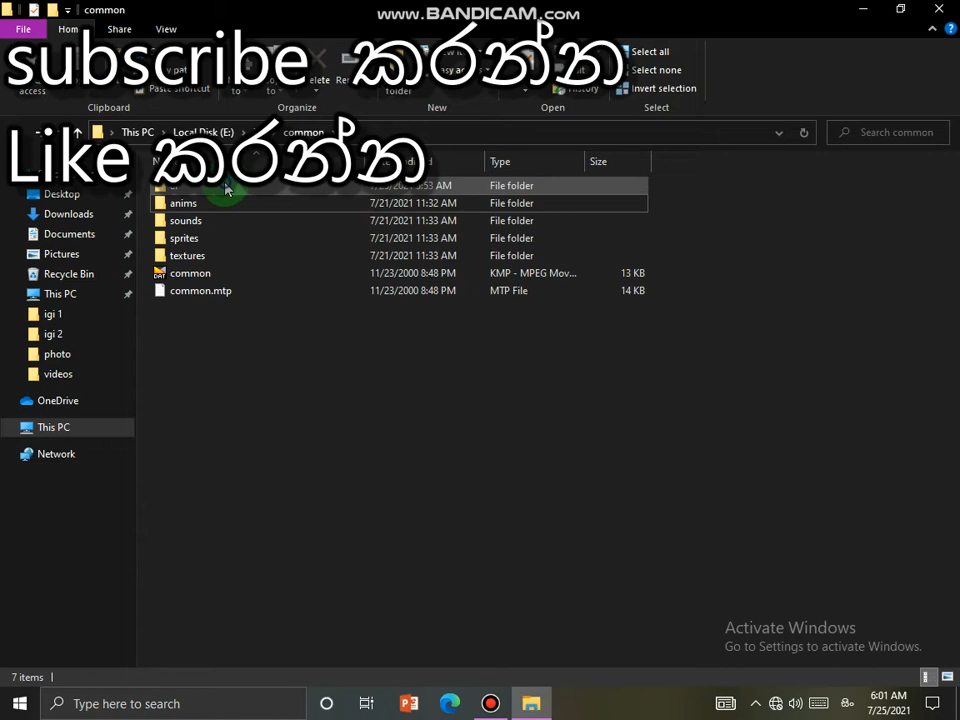 common
www.BANDICAM.com
File
Share
View
subscribe කරන්න
Like කරන්න
Select all
Select none
Invert selection
Paste shortcut
access
folder
History
Clipboard
Organize
New
Open
Select
This PC
Local Disk (E:)
common
Search common
Type
Size
Desktop
Downloads
Documents
Pictures
Recycle Bin
This PC
igi 1
igi 2
photo
videos
OneDrive
This PC
Network
File folder
anims 7/21/2021 11:32 AM File folder
sounds 7/21/2021 11:33 AM File folder
sprites 7/21/2021 11:33 AM File folder
textures 7/21/2021 11:33 AM File folder
common 11/23/2000 8:48 PM KMP - MPEG Mov... 13 KB
common.mtp 11/23/2000 8:48 PM MTP File 14 KB
Activate Windows
Go to Settings to activate Windows.
7 items
Type here to search
6:01 AM
7/25/2021